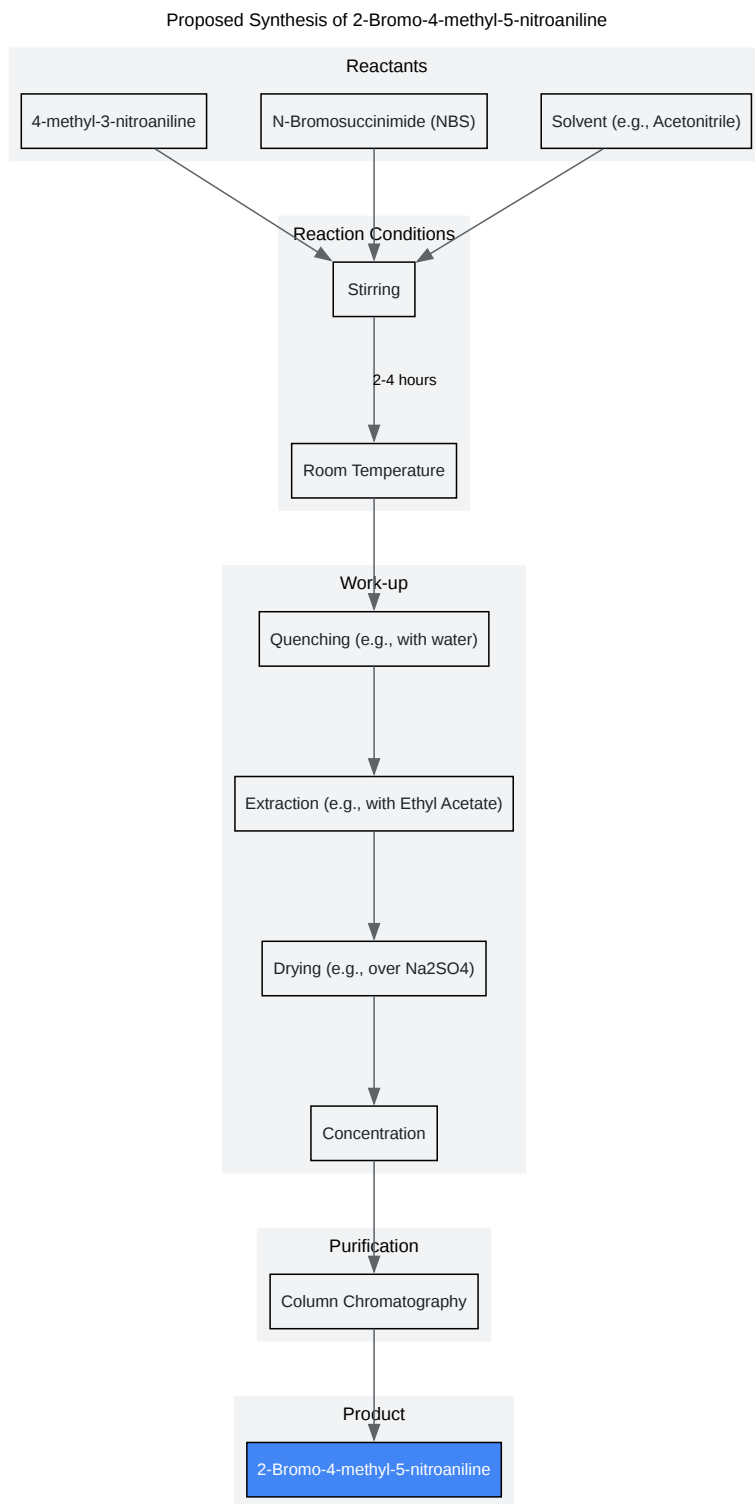 Proposed Synthesis of 2-Bromo-4-methyl-5-nitroaniline
Reactants
4-methyl-3-nitroaniline
N-Bromosuccinimide (NBS)
Solvent (e.g., Acetonitrile)
Reaction Conditions
Stirring
2-4 hours
Room Temperature
Work-up
Quenching (e.g., with water)
Extraction (e.g., with Ethyl Acetate)
Drying (e.g., over Na2SO4)
Concentration
Purification
Column Chromatography
Product
2-Bromo-4-methyl-5-nitroaniline